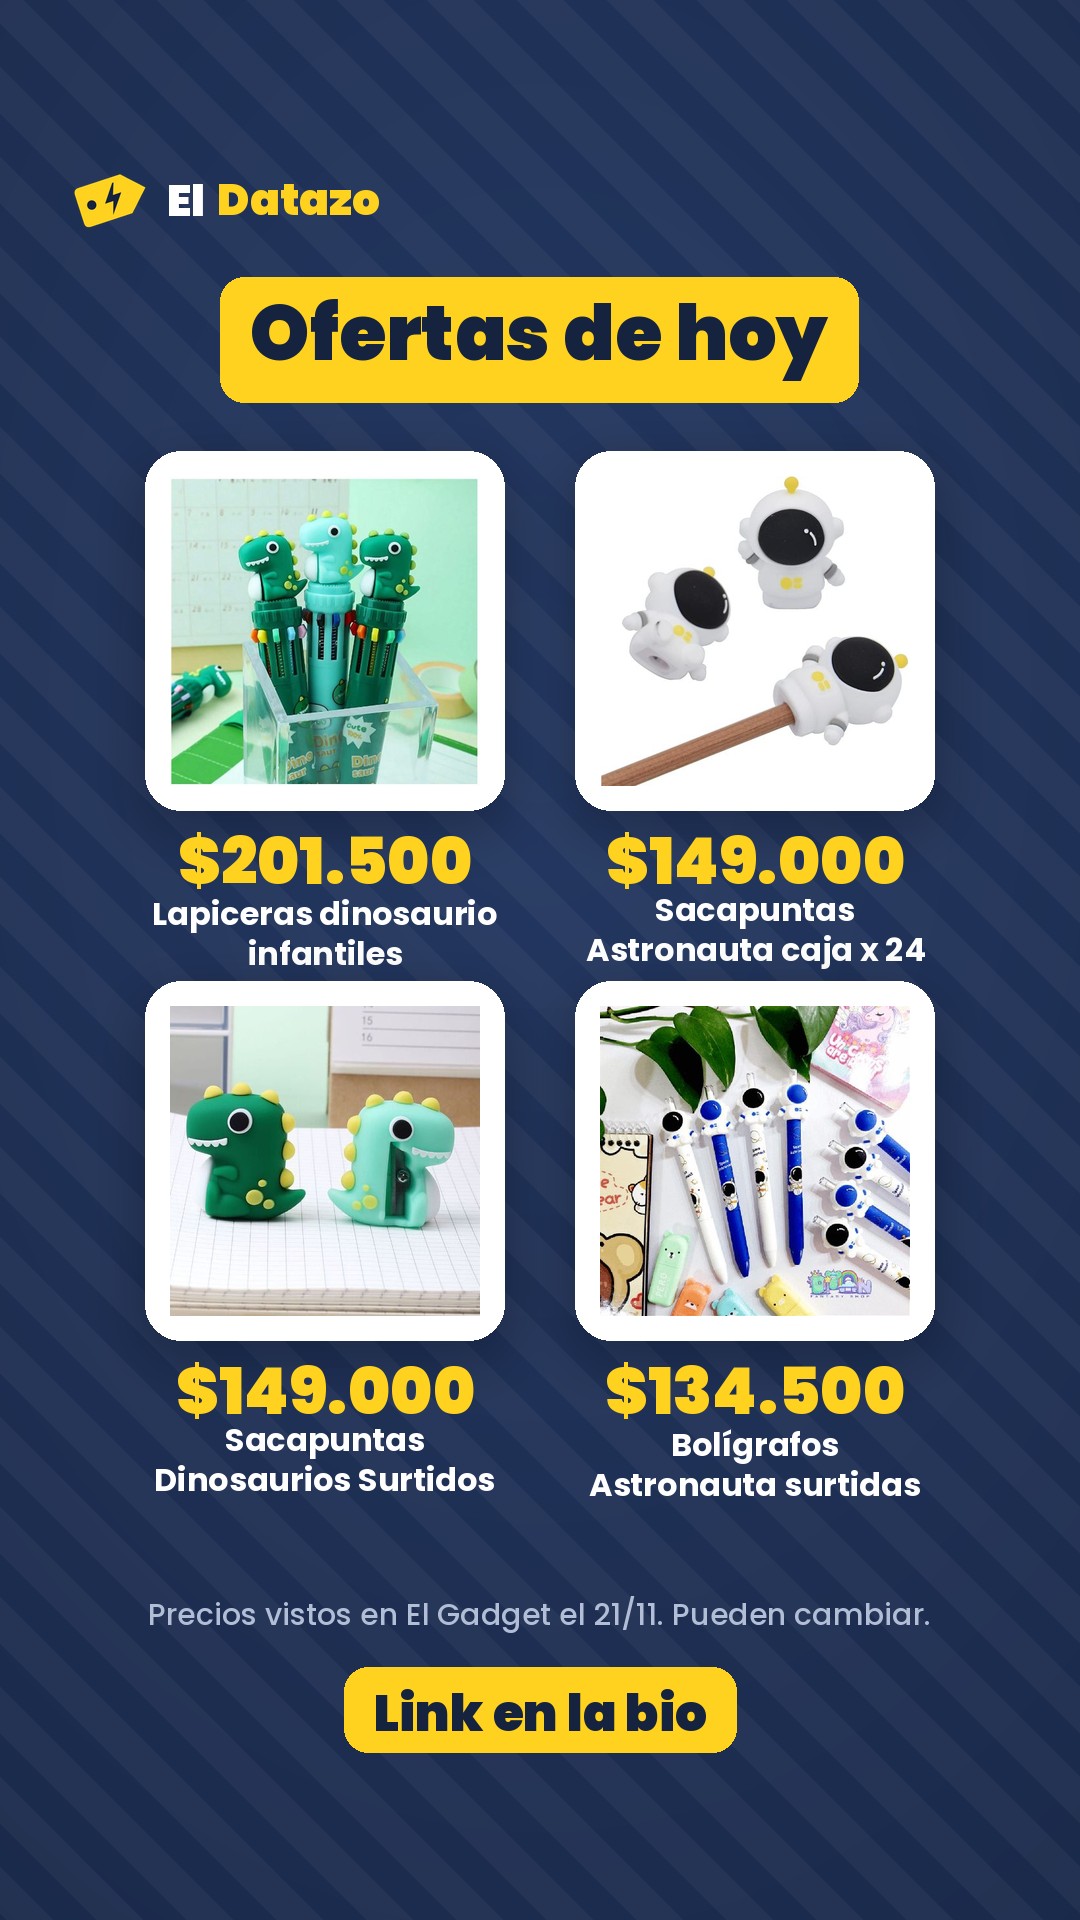 El Datazo
Ofertas de hoy
$201.500
Lapiceras dinosaurio
infantiles
$149.000
Sacapuntas
Astronauta caja x 24
15
16
$149.000
Sacapuntas
Dinosaurios Surtidos
$134.500
Bolígrafos
Astronauta surtidas
Precios vistos en El Gadget el 21/11. Pueden cambiar.
Link en la bio